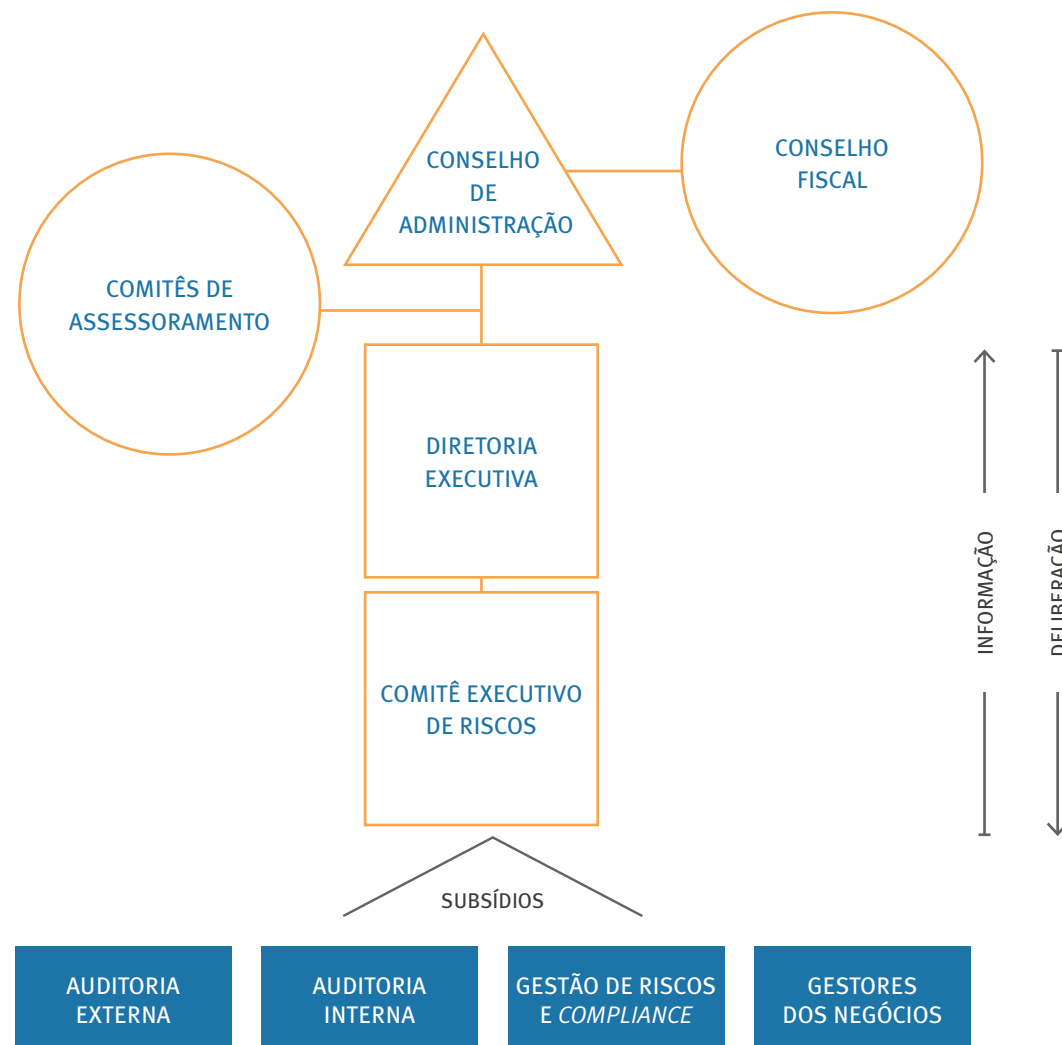 CONSELHO
DE
ADMINISTRAÇÃO
CONSELHO
FISCAL
COMITÊS DE
ASSESSORAMENTO
DIRETORIA
EXECUTIVA
INFORMAÇÃO
DELIBERAÇÃO
COMITÊ EXECUTIVO
DE RISCOS
SUBSÍDIOS
AUDITORIA
EXTERNA
AUDITORIA
INTERNA
GESTÃO DE RISCOS
E COMPLIANCE
GESTORES
DOS NEGÓCIOS